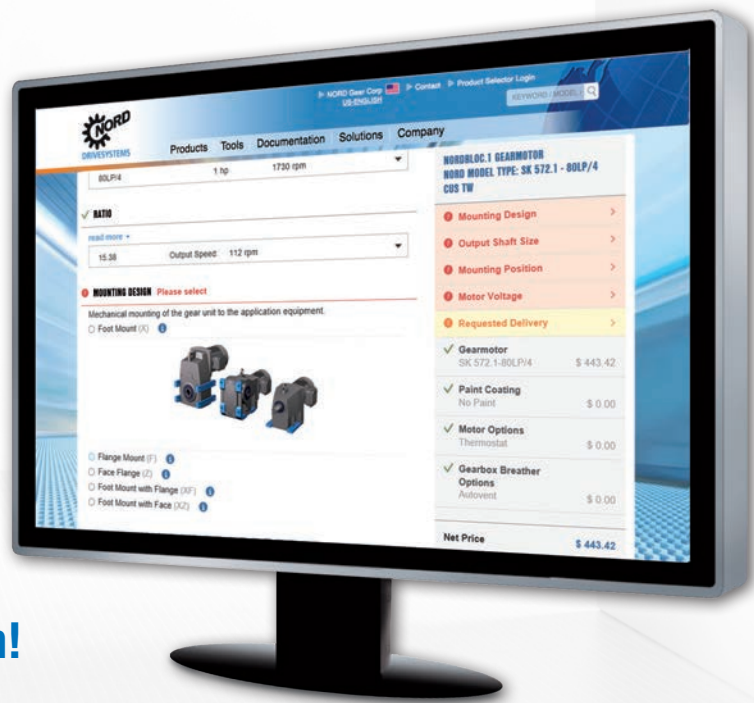 NORD
DRIVESYSTEMS
NORD Gear Corp
US-ENGLISH
Contact
Product Selector Login
KEYWORD / MODEL /
Products
Tools
Documentation
Solutions
Company
80LP/4 1 hp 1730 rpm
RATIO
read more
15.38 Output Speed: 112 rpm
MOUNTING DESIGN Please select
Mechanical mounting of the gear unit to the application equipment.
Foot Mount (X)
Flange Mount (F)
Face Flange (Z)
Foot Mount with Flange (XF)
Foot Mount with Face (XZ)
NORDBLOC.1 GEARMOTOR
NORD MODEL TYPE: SK 572.1 - 80LP/4
CUS TW
Mounting Design
Output Shaft Size
Mounting Position
Motor Voltage
Requested Delivery
Gearmotor
SK 572.1-80LP/4 $ 443.42
Paint Coating
No Paint $ 0.00
Motor Options
Thermostat $ 0.00
Gearbox Breather
Options
Autovent $ 0.00
Net Price $ 443.42